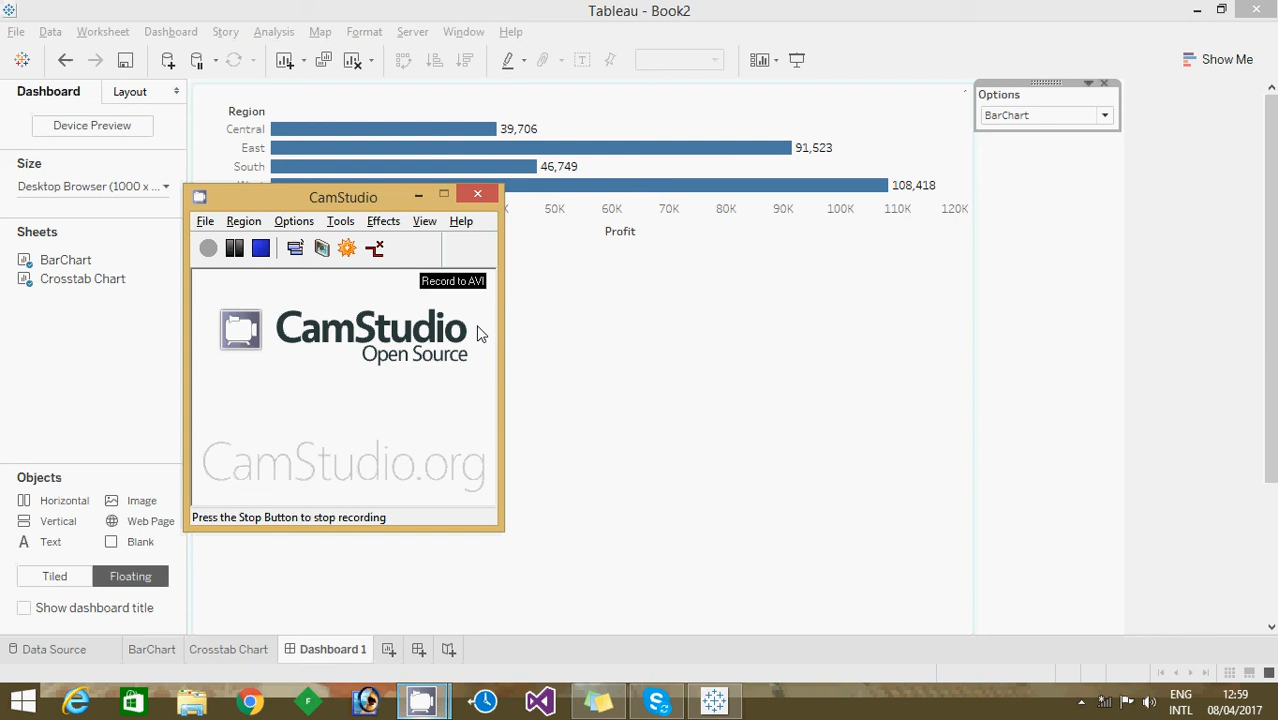 Tableau - Book2
File Data Worksheet Dashboard Story Analysis Map Format Server Window Help
Show Me
Dashboard Layout
Device Preview
Size
Desktop Browser (1000 x ...
Sheets
BarChart
Crosstab Chart
Objects
Horizontal Image
Vertical Web Page
Text Blank
Tiled Floating
Show dashboard title
Region
Central 39,706
East 91,523
South 46,749
108,418
50K 60K 70K 80K 90K 100K 110K 120K
Profit
Options
BarChart
CamStudio
File Region Options Tools Effects View Help
Record to AVI
CamStudio
Open Source
CamStudio.org
Press the Stop Button to stop recording
Data Source BarChart Crosstab Chart Dashboard 1
ENG 12:59
INTL 08/04/2017